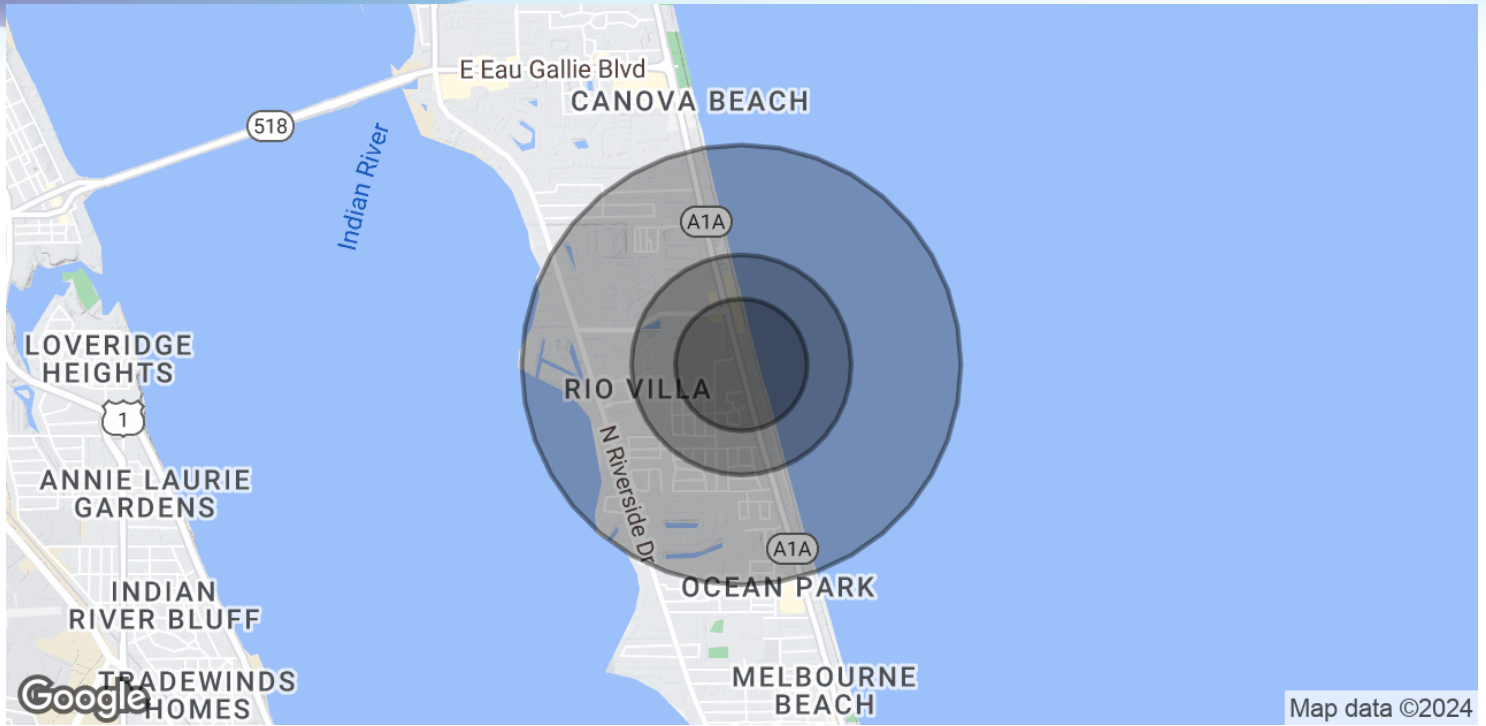 E Eau Gallie Blvd
CANOVA BEACH
518
Indian River
A1A
LOVERIDGE
HEIGHTS
RIO VILLA
1
N Riverside Dr
ANNIE LAURIE
GARDENS
A1A
OCEAN PARK
INDIAN
RIVER BLUFF
TRADEWINDS
HOMES
MELBOURNE
BEACH
Google
Map data ©2024